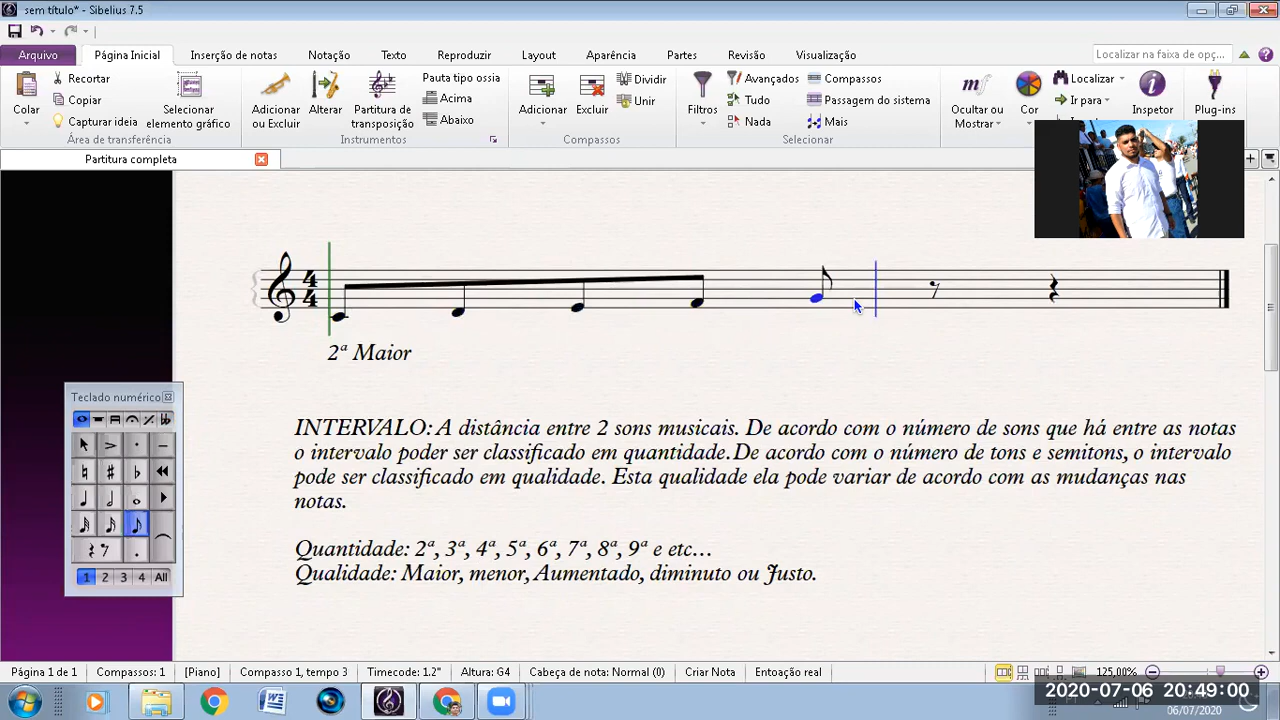 sem título* - Sibelius 7.5
Arquivo Página Inicial Inserção de notas Notação Texto Reproduzir Layout Aparência Partes Revisão Visualização Localizar na faixa de opç...
Colar
Recortar
Copiar
Capturar ideia
Área de transferência
Selecionar
elemento gráfico
Adicionar
ou Excluir
Alterar
Partitura de
transposição
Pauta tipo ossia
Acima
Abaixo
Instrumentos
Adicionar
Excluir
Dividir
Unir
Compassos
Filtros
Avançados
Tudo
Nada
Compassos
Passagem do sistema
Mais
Selecionar
Ocultar ou
Mostrar
Cor
Localizar
Ir para
Inspetor
Plug-ins
Partitura completa
4
4
2ª Maior
Teclado numérico
1 2 3 4 All
INTERVALO: A distância entre 2 sons musicais. De acordo com o número de sons que há entre as notas
o intervalo poder ser classificado em quantidade.De acordo com o número de tons e semitons, o intervalo
pode ser classificado em qualidade. Esta qualidade ela pode variar de acordo com as mudanças nas
notas.
Quantidade: 2ª, 3ª, 4ª, 5ª, 6ª, 7ª, 8ª, 9ª e etc...
Qualidade: Maior, menor, Aumentado, diminuto ou Justo.
Página 1 de 1 Compassos: 1 [Piano] Compasso 1, tempo 3 Timecode: 1.2" Altura: G4 Cabeça de nota: Normal (0) Criar Nota Entoação real 125,00%
2020-07-06 20:49:00
06/07/2020